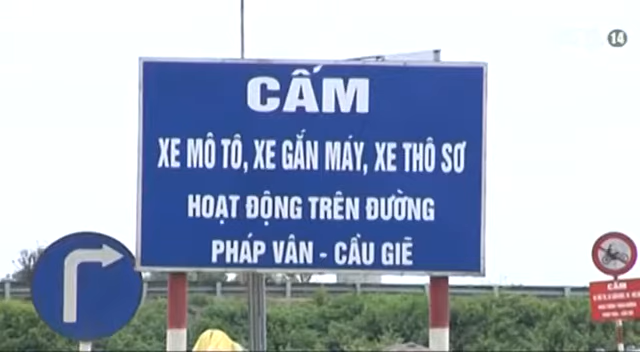 14
CẤM
XE MÔ TÔ, XE GẮN MÁY, XE THÔ SƠ
HOẠT ĐỘNG TRÊN ĐƯỜNG
PHÁP VÂN - CẦU GIẼ
CẤM